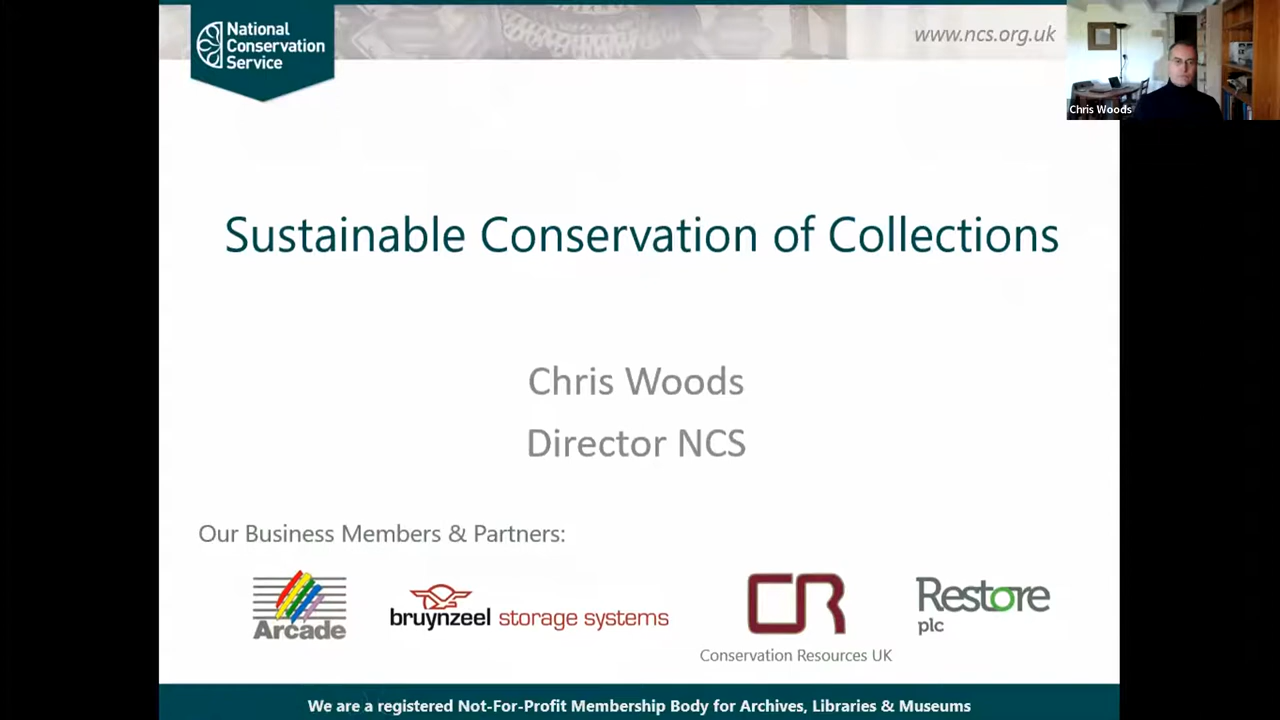 National
Conservation
Service
www.ncs.org.uk
Chris Woods
Sustainable Conservation of Collections
Chris Woods
Director NCS
Our Business Members & Partners:
Arcade
bruynzeel storage systems
CR
Conservation Resources UK
Restore
plc
We are a registered Not-For-Profit Membership Body for Archives, Libraries & Museums